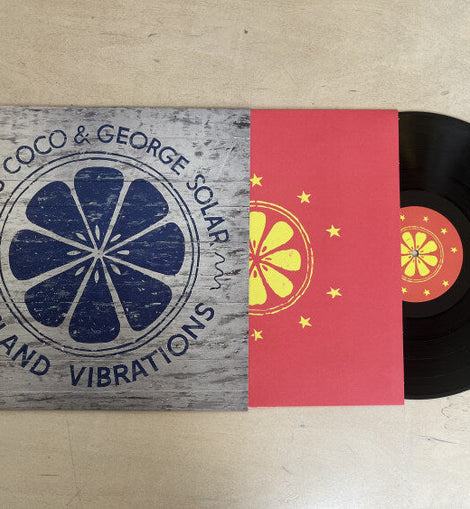 COCO & GEORGE SOLAR
VIBRATIONS